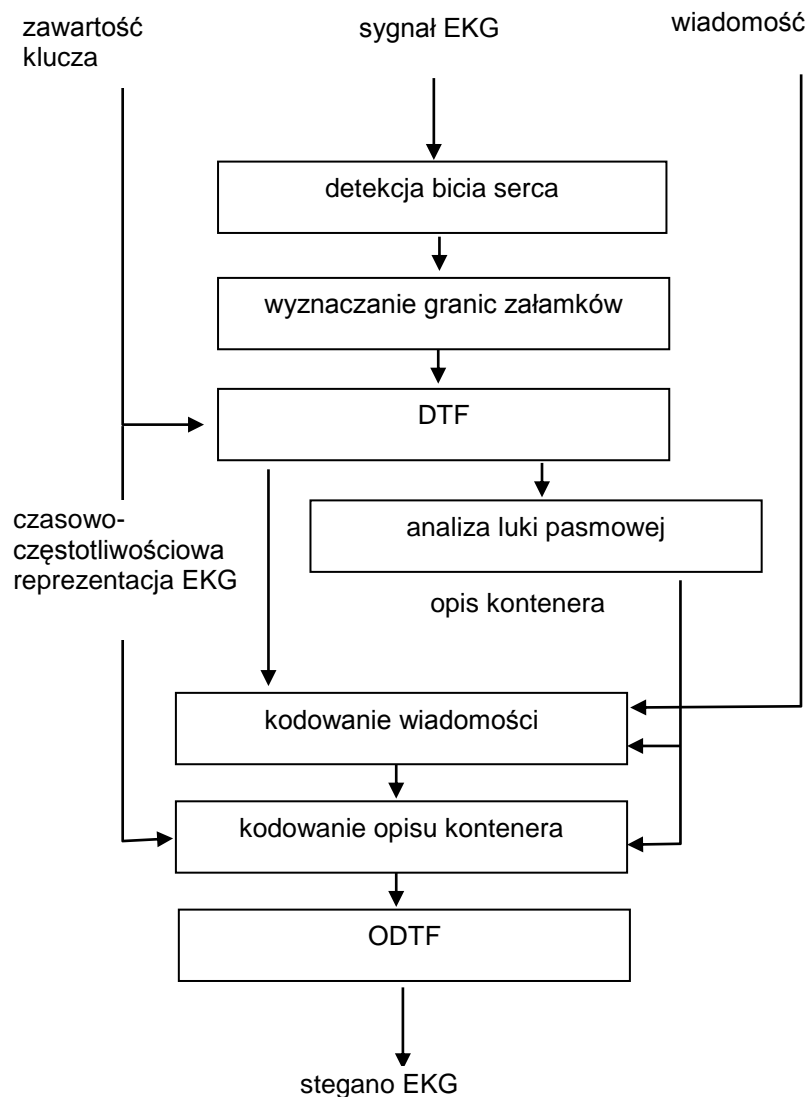 zawartość
klucza
sygnał EKG
wiadomość
detekcja bicia serca
wyznaczanie granic załamków
DTF
analiza luki pasmowej
czasowo-
częstotliwościowa
reprezentacja EKG
opis kontenera
kodowanie wiadomości
kodowanie opisu kontenera
ODTF
stegano EKG